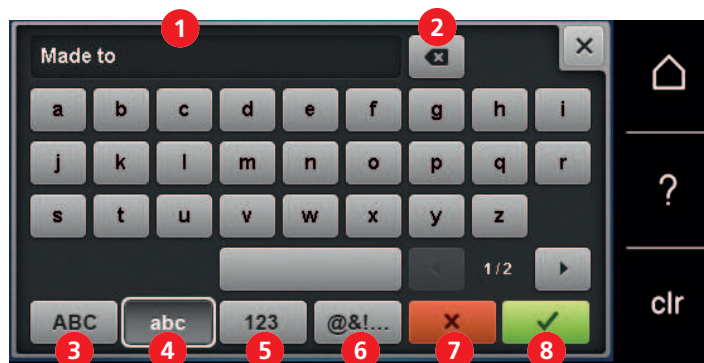 1 2
Made to
a b c d e f g h i
j k l m n o p q r ?
s t u v w x y z
1/2
ABC abc 123 @&!... clr
3 4 5 6 7 8